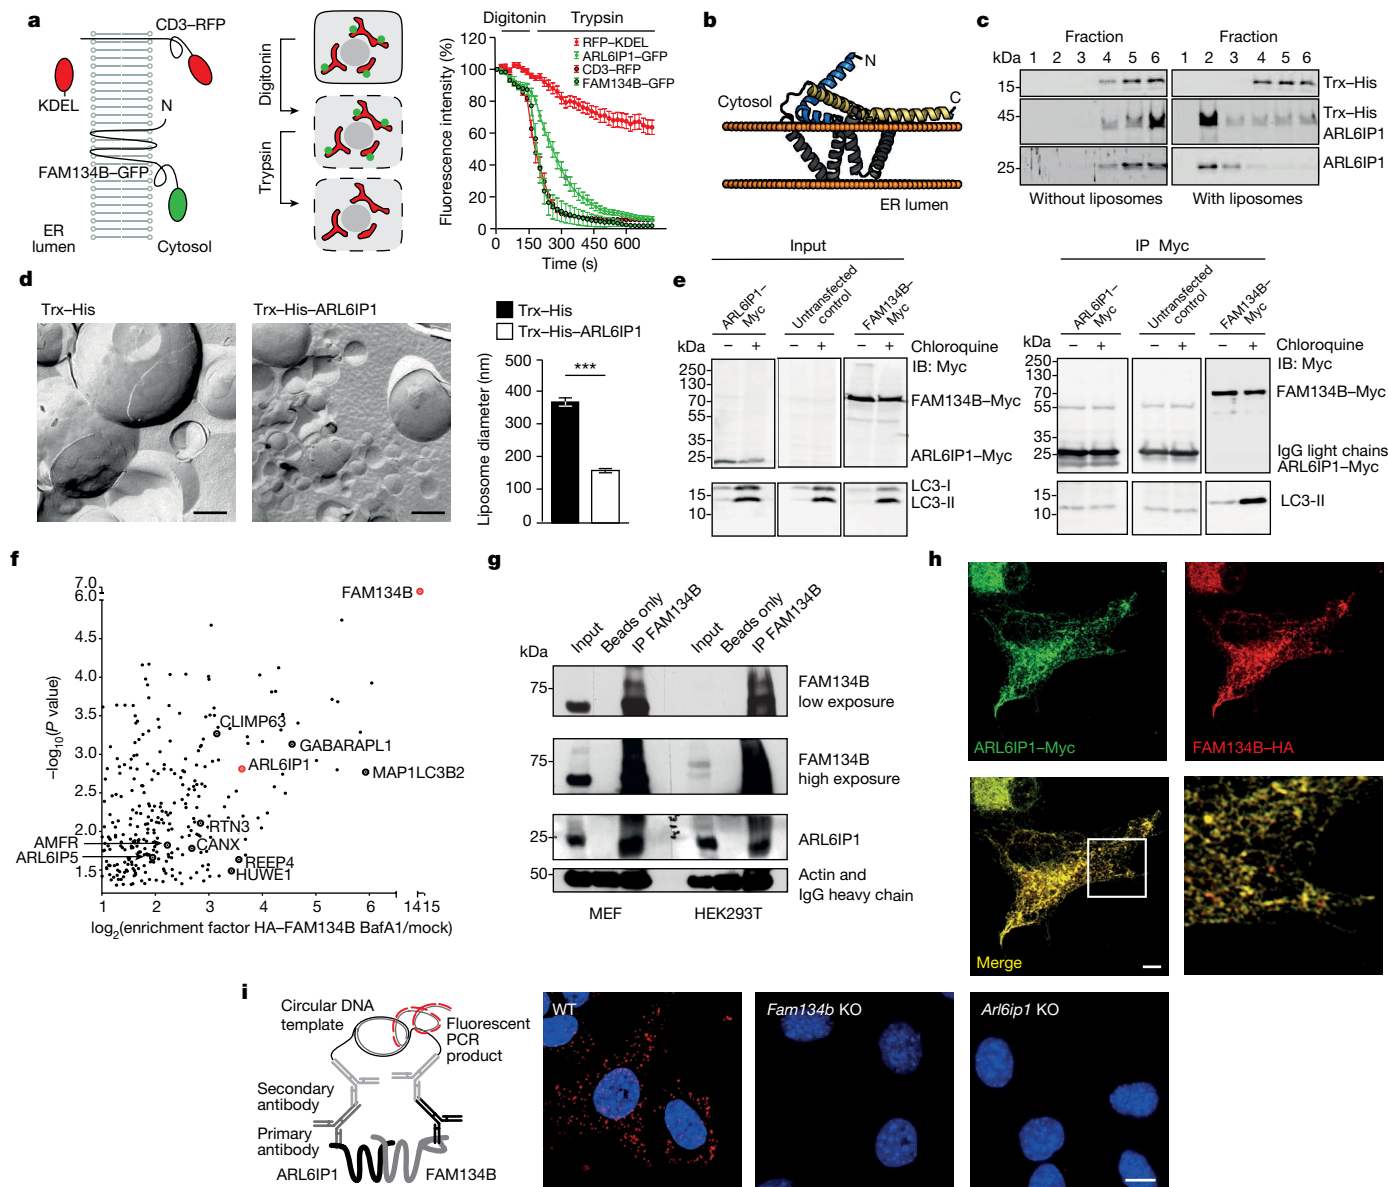 a
CD3–RFP
KDEL
N
FAM134B–GFP
ER
lumen
Cytosol
Digitonin
Trypsin
Digitonin
Trypsin
RFP–KDEL
ARL6IP1–GFP
CD3–RFP
FAM134B–GFP
Fluorescence intensity (%)
120
100
80
60
40
20
0
0
150
300
450
600
Time (s)
b
N
Cytosol
C
ER lumen
c
Fraction
Fraction
kDa
1 2 3 4 5 6
1 2 3 4 5 6
15
Trx–His
45
Trx–His
ARL6IP1
25
ARL6IP1
Without liposomes
With liposomes
d
Trx–His
Trx–His-ARL6IP1
Trx–His
Trx–His-ARL6IP1
Liposome diameter (nm)
500
400
300
200
100
0
***
e
Input
IP Myc
ARL6IP1–
Myc
Untransfected
control
FAM134B–
Myc
ARL6IP1–
Myc
Untransfected
control
FAM134B–
Myc
kDa
– + – + – +
Chloroquine
IB: Myc
250
130
70
55
35
25
FAM134B–Myc
ARL6IP1–Myc
15
10
LC3-I
LC3-II
kDa
– + – + – +
Chloroquine
IB: Myc
250
130
70
55
35
25
FAM134B–Myc
IgG light chains
ARL6IP1–Myc
15
10
LC3-II
f
–log10(P value)
7.0
6.0
4.5
4.0
3.5
3.0
2.5
2.0
1.5
FAM134B
CLIMP63
GABARAPL1
ARL6IP1
MAP1LC3B2
RTN3
AMFR
CANX
ARL6IP5
REEP4
HUWE1
1 2 3 4 5 6 14 15
log2(enrichment factor HA–FAM134B BafA1/mock)
g
Input
Beads only
IP FAM134B
Input
Beads only
IP FAM134B
kDa
75
FAM134B
low exposure
75
FAM134B
high exposure
25
ARL6IP1
50
Actin and
IgG heavy chain
MEF
HEK293T
h
ARL6IP1–Myc
FAM134B–HA
Merge
i
Circular DNA
template
Fluorescent
PCR
product
Secondary
antibody
Primary
antibody
ARL6IP1
FAM134B
WT
Fam134b KO
Arl6ip1 KO